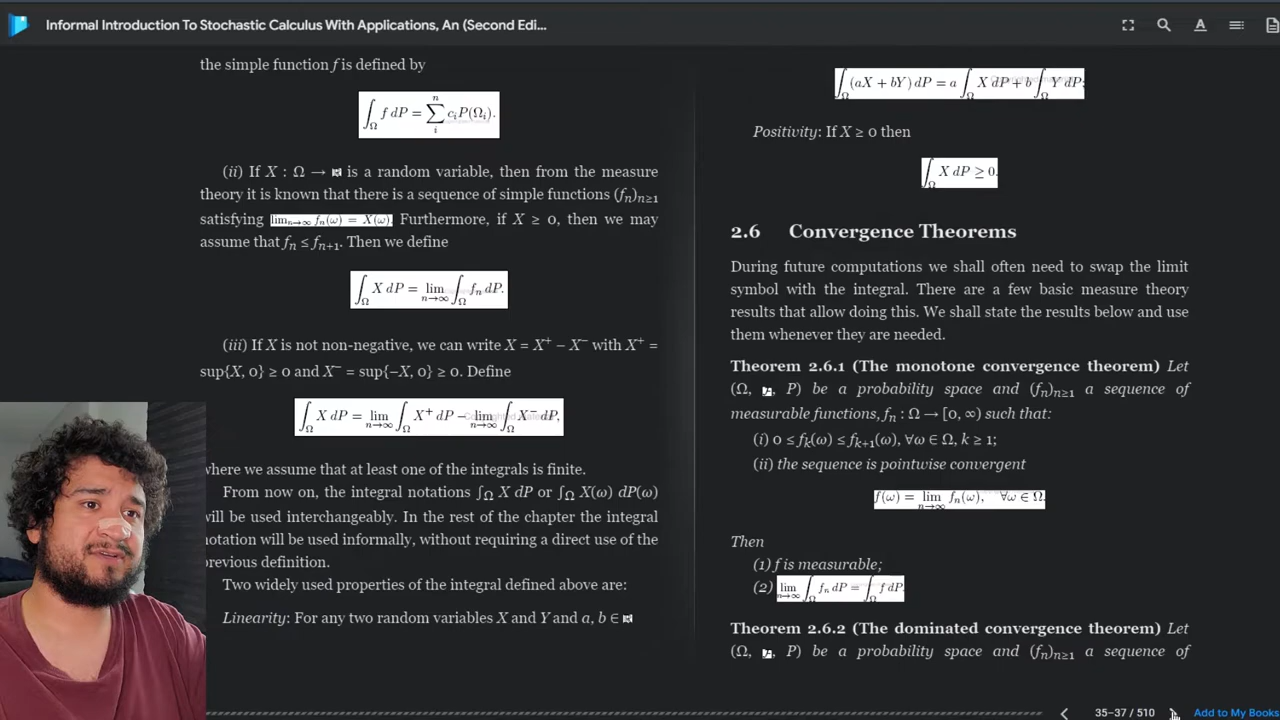 Informal Introduction To Stochastic Calculus With Applications, An (Second Edi...
the simple function f is defined by
∫_Ω f dP = ∑_i^n c_i P(Ω_i).
(ii) If X : Ω → is a random variable, then from the measure
theory it is known that there is a sequence of simple functions (f_n)_{n≥1}
satisfying lim_{n→∞} f_n(ω) = X(ω). Furthermore, if X ≥ 0, then we may
assume that f_n ≤ f_{n+1}. Then we define
∫_Ω X dP = lim_{n→∞} ∫_Ω f_n dP.
(iii) If X is not non-negative, we can write X = X⁺ − X⁻ with X⁺ =
sup{X, 0} ≥ 0 and X⁻ = sup{−X, 0} ≥ 0. Define
∫_Ω X dP = lim_{n→∞} ∫_Ω X⁺ dP − lim_{n→∞} ∫_Ω X⁻ dP,
where we assume that at least one of the integrals is finite.
From now on, the integral notations ∫_Ω X dP or ∫_Ω X(ω) dP(ω)
will be used interchangeably. In the rest of the chapter the integral
notation will be used informally, without requiring a direct use of the
previous definition.
Two widely used properties of the integral defined above are:
Linearity: For any two random variables X and Y and a, b ∈
∫_Ω (aX + bY) dP = a ∫_Ω X dP + b ∫_Ω Y dP;
Positivity: If X ≥ 0 then
∫_Ω X dP ≥ 0.
2.6 Convergence Theorems
During future computations we shall often need to swap the limit
symbol with the integral. There are a few basic measure theory
results that allow doing this. We shall state the results below and use
them whenever they are needed.
Theorem 2.6.1 (The monotone convergence theorem) Let
(Ω, , P) be a probability space and (f_n)_{n≥1} a sequence of
measurable functions, f_n : Ω → [0, ∞) such that:
(i) 0 ≤ f_k(ω) ≤ f_{k+1}(ω), ∀ω ∈ Ω, k ≥ 1;
(ii) the sequence is pointwise convergent
f(ω) = lim_{n→∞} f_n(ω), ∀ω ∈ Ω.
Then
(1) f is measurable;
(2) lim_{n→∞} ∫_Ω f_n dP = ∫_Ω f dP
Theorem 2.6.2 (The dominated convergence theorem) Let
(Ω, , P) be a probability space and (f_n)_{n≥1} a sequence of
35–37 / 510
Add to My Books